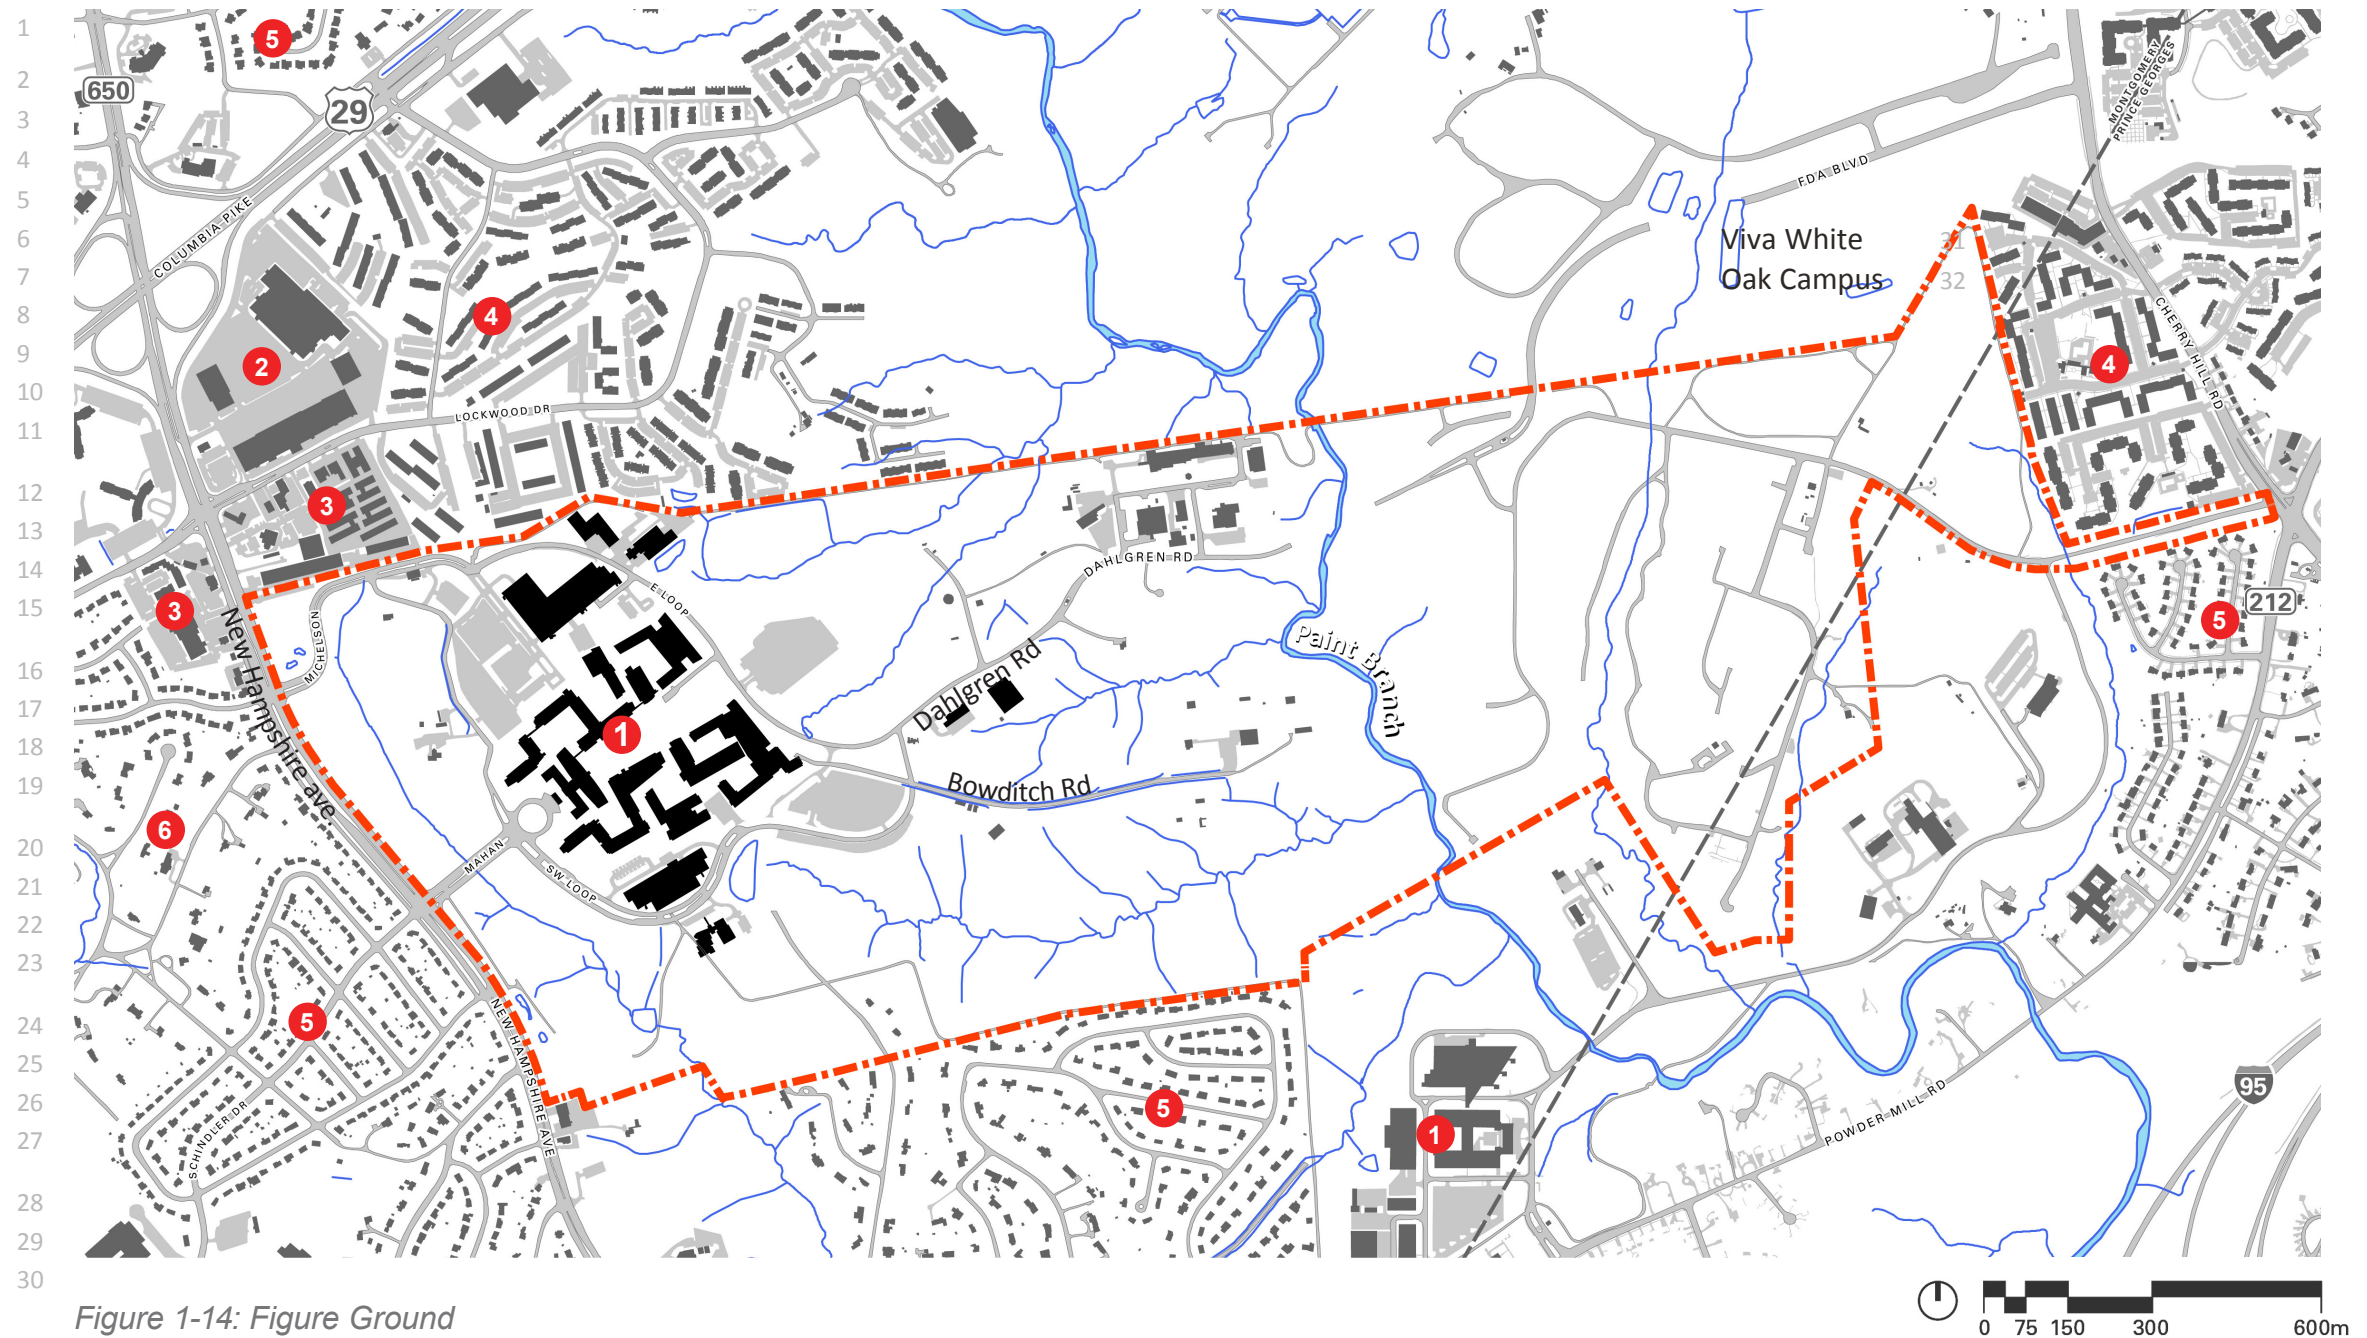 1
2
3
4
5
6
7
8
9
10
11
12
13
14
15
16
17
18
19
20
21
22
23
24
25
26
27
28
29
30
31
32
5
650
29
COLUMBIA PIKE
4
2
LOCKWOOD DR
3
3
MICHELSON
New Hampshire ave.
E LOOP
1
6
MAHAN
SW LOOP
5
SCHINDLER DR
NEW HAMPSHIRE AVE
DAHLGREN RD
Dahlgren Rd
Bowditch Rd
Paint Branch
5
1
FDA BLVD
Viva White
Oak Campus
MONTGOMERY
PRINCE GEORGES
CHERRY HILL RD
4
212
5
POWDER MILL RD
95
0 75 150 300 600m
Figure 1-14: Figure Ground